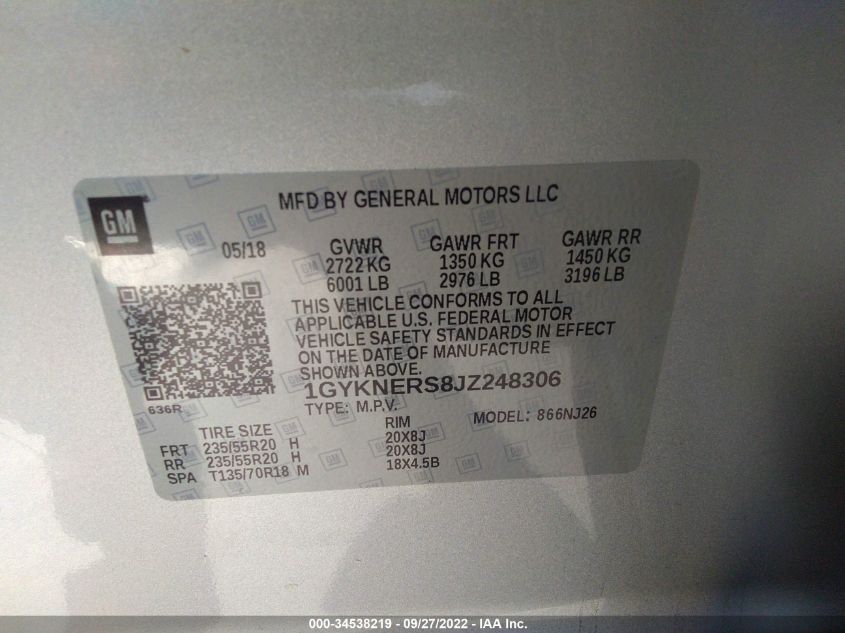 MFD BY GENERAL MOTORS LLC
GM
05/18 GVWR GAWR FRT GAWR RR
2722 KG 1350 KG 1450 KG
6001 LB 2976 LB 3196 LB
THIS VEHICLE CONFORMS TO ALL
APPLICABLE U.S. FEDERAL MOTOR
VEHICLE SAFETY STANDARDS IN EFFECT
ON THE DATE OF MANUFACTURE
SHOWN ABOVE.
1GYKNERS8JZ248306
636R
TYPE: M.P.V. MODEL: 866NJ26
TIRE SIZE RIM
FRT 235/55R20 H 20X8J
RR 235/55R20 H 20X8J
SPA T135/70R18 M 18X4.5B
000-34538219 - 09/27/2022 - IAA Inc.